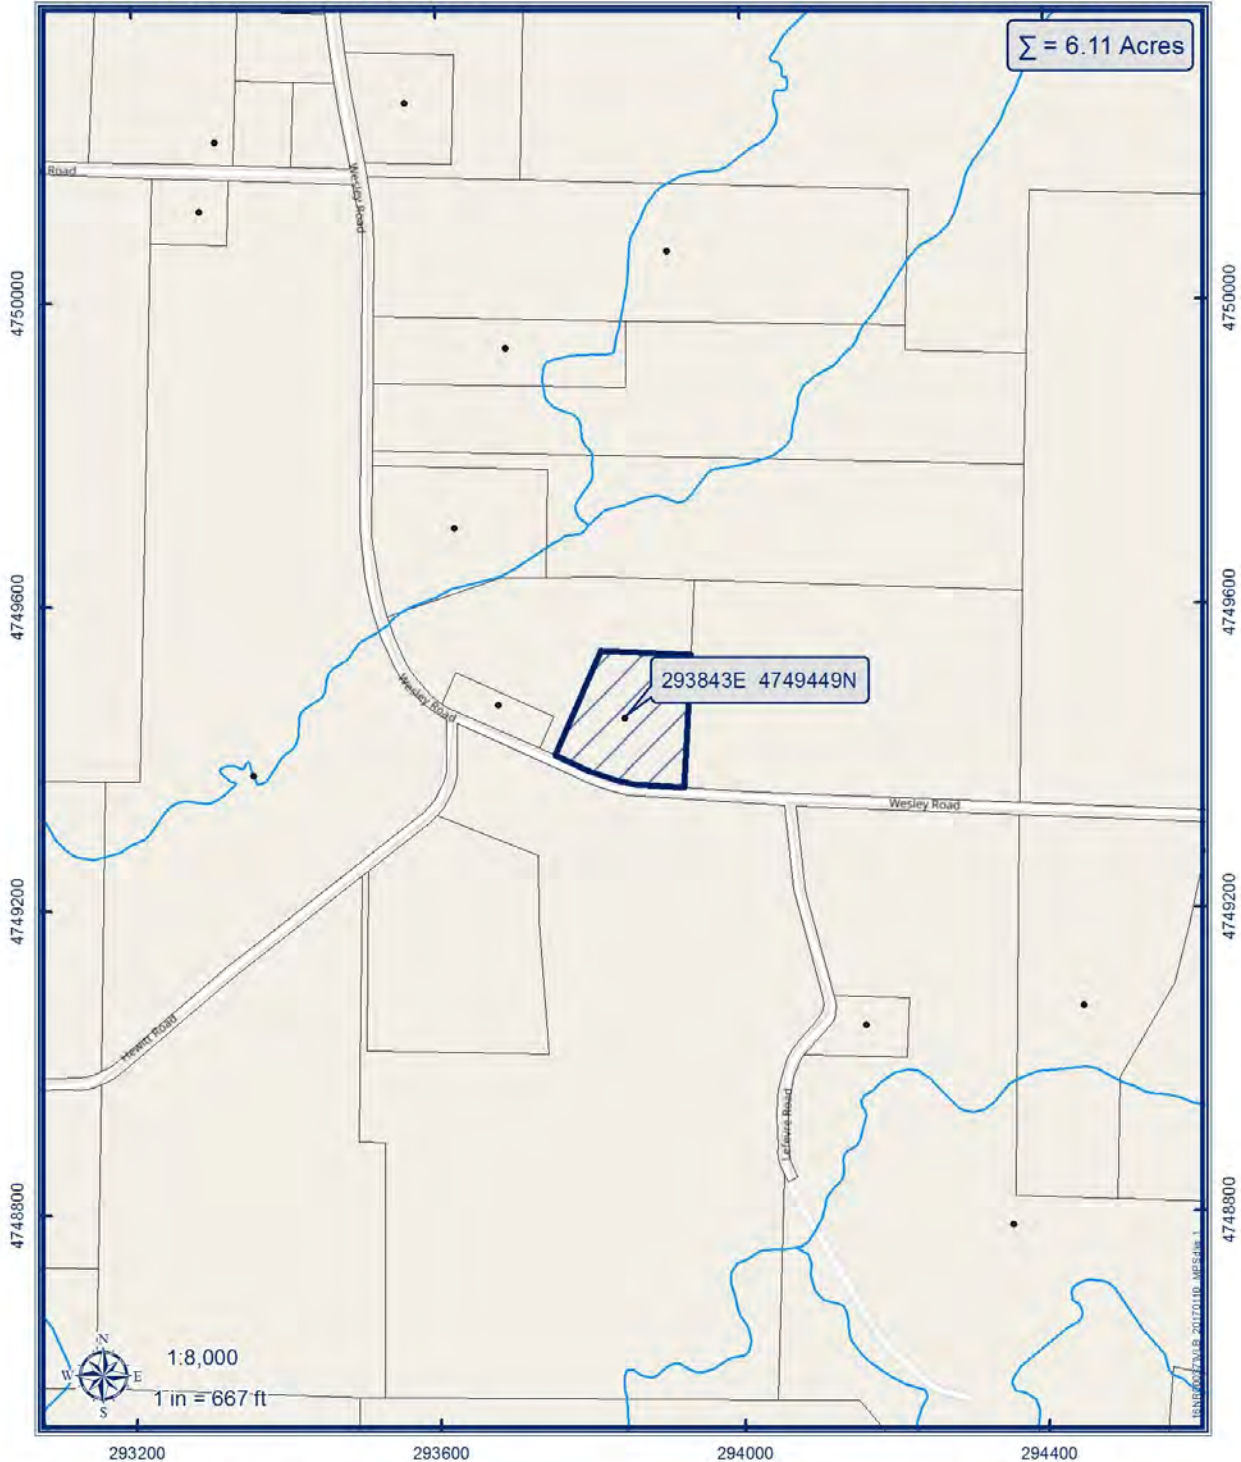 ∑ = 6.11 Acres
Road
Wesley Road
4750000
4750000
4749600
4749600
293843E 4749449N
Wesley Road
Wesley Road
4749200
4749200
Hewitt Road
Lefevre Road
4748800
4748800
N
W
E
S
1:8,000
1 in = 667 ft
293200
293600
294000
294400